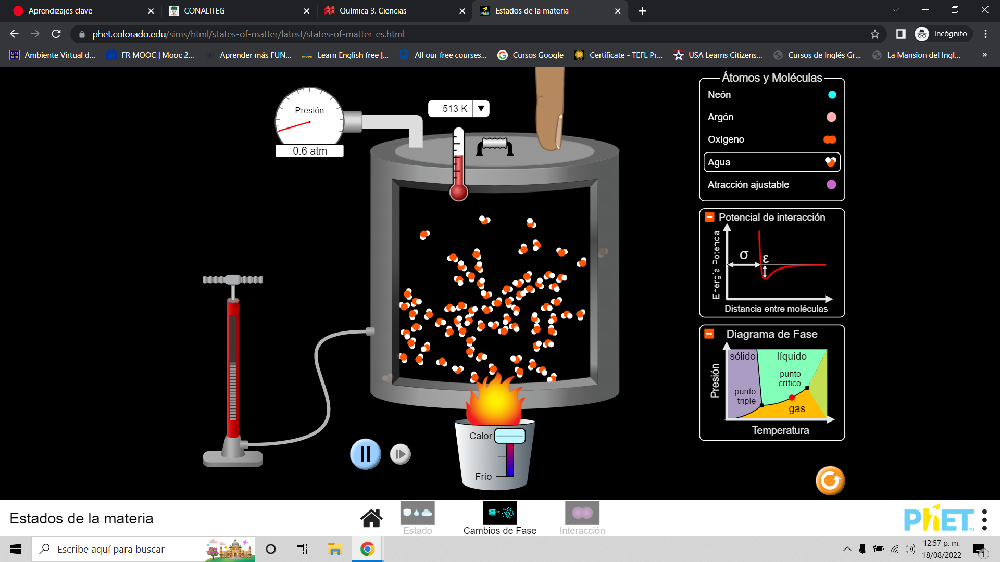 Aprendizajes clave
CONALITEG
Química 3. Ciencias
Estados de la materia
phet.colorado.edu/sims/html/states-of-matter/latest/states-of-matter_es.html
Incógnito
Ambiente Virtual d...
FR MOOC | Mooc 2...
Aprender más FUN...
Learn English free |...
All our free courses...
Cursos Google
Certificate - TEFL Pr...
USA Learns Citizens...
Cursos de Inglés Gr...
La Mansion del Ingl...
»
Presión
0.6 atm
513 K
Átomos y Moléculas
Neón
Argón
Oxígeno
Agua
Atracción ajustable
Potencial de interacción
Energía Potencial
σ
ε
Distancia entre moléculas
Diagrama de Fase
Presión
sólido
líquido
punto
crítico
punto
triple
gas
Temperatura
Calor
Frío
Estados de la materia
Estado
Cambios de Fase
Interacción
PhET
Escribe aquí para buscar
12:57 p. m.
18/08/2022
1